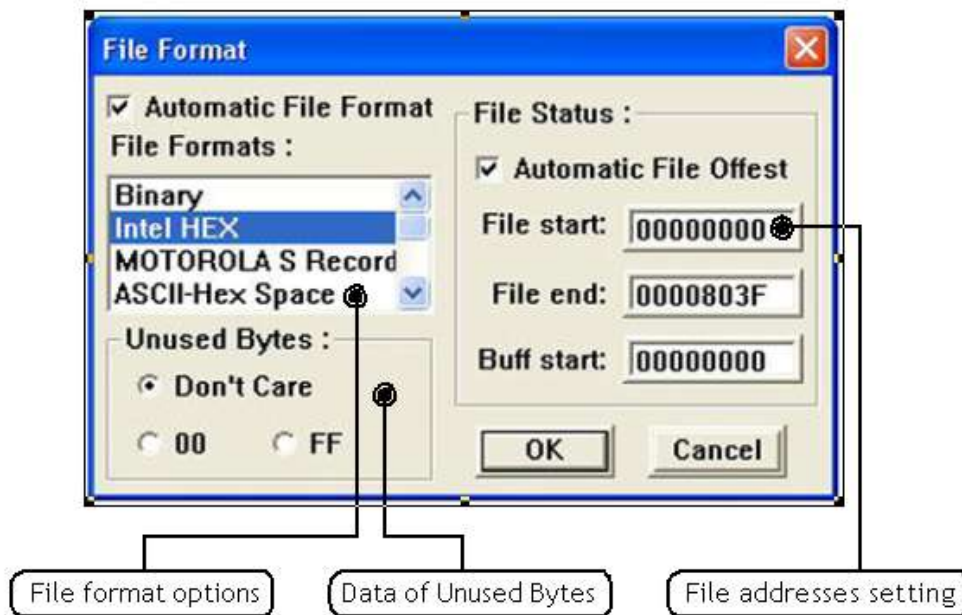 File Format
Automatic File Format
File Formats :
Binary
Intel HEX
MOTOROLA S Record
ASCII-Hex Space
Unused Bytes :
Don't Care
00 FF
File Status :
Automatic File Offest
File start: 00000000
File end: 0000803F
Buff start: 00000000
OK Cancel
File format options
Data of Unused Bytes
File addresses setting